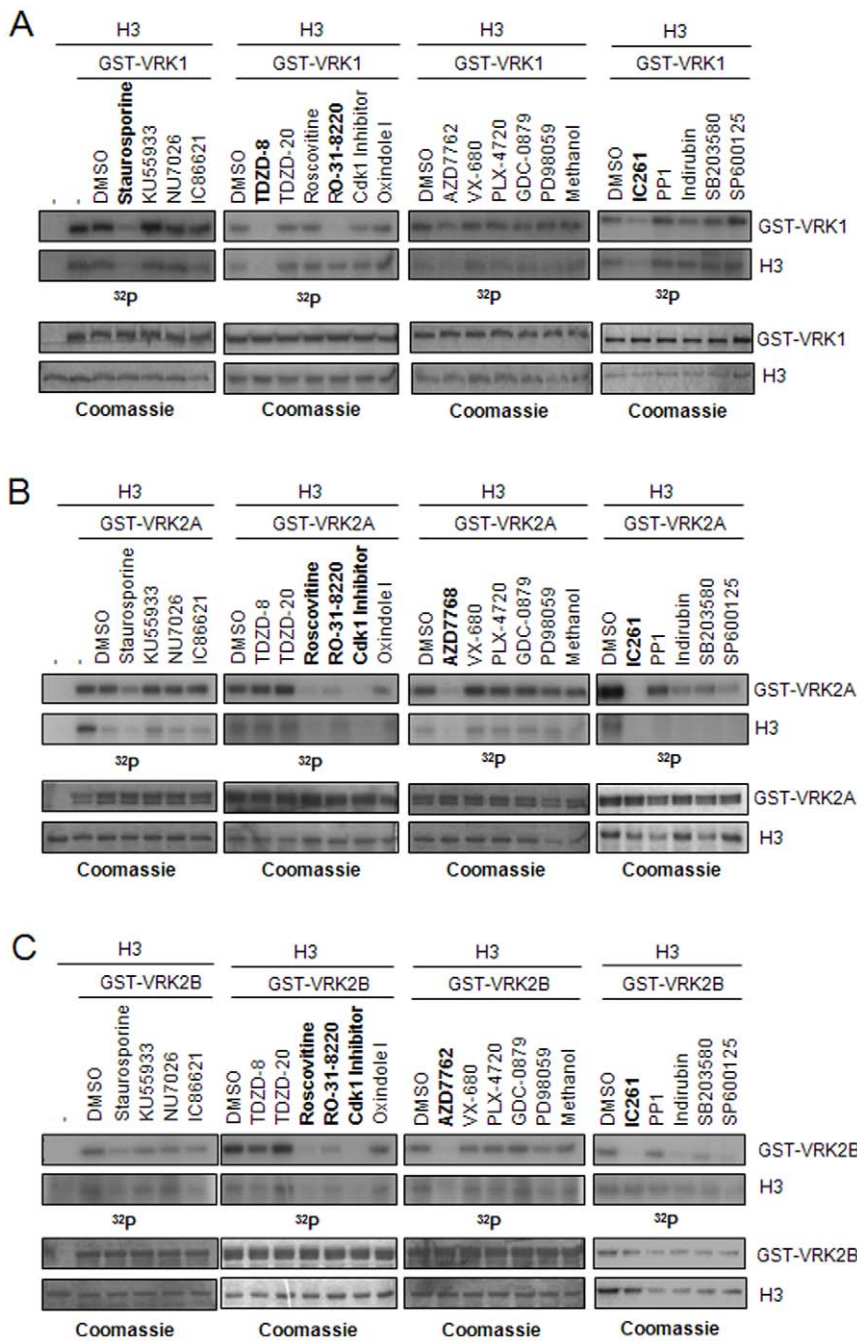 A
H3 H3 H3 H3
GST-VRK1 GST-VRK1 GST-VRK1 GST-VRK1
- - DMSO Staurosporine KU55933 NU7026 IC86621 DMSO TDZD-8 TDZD-20 Roscovitine RO-31-8220 Cdk1 Inhibitor Oxindole I DMSO AZD7762 VX-680 PLX-4720 GDC-0879 PD98059 Methanol DMSO IC261 PP1 Indirubin SB203580 SP600125
GST-VRK1
H3
32P 32P 32P 32P
GST-VRK1
H3
Coomassie Coomassie Coomassie Coomassie
B
H3 H3 H3 H3
GST-VRK2A GST-VRK2A GST-VRK2A GST-VRK2A
- - DMSO Staurosporine KU55933 NU7026 IC86621 DMSO TDZD-8 TDZD-20 Roscovitine RO-31-8220 Cdk1 Inhibitor Oxindole I DMSO AZD7768 VX-680 PLX-4720 GDC-0879 PD98059 Methanol DMSO IC261 PP1 Indirubin SB203580 SP600125
GST-VRK2A
H3
32P 32P 32P 32P
GST-VRK2A
H3
Coomassie Coomassie Coomassie Coomassie
C
H3 H3 H3 H3
GST-VRK2B GST-VRK2B GST-VRK2B GST-VRK2B
- DMSO Staurosporine KU55933 NU7026 IC86621 DMSO TDZD-8 TDZD-20 Roscovitine RO-31-8220 Cdk1 Inhibitor Oxindole I DMSO AZD7762 VX-680 PLX-4720 GDC-0879 PD98059 Methanol DMSO IC261 PP1 Indirubin SB203580 SP600125
GST-VRK2B
H3
32P 32P 32P 32P
GST-VRK2B
H3
Coomassie Coomassie Coomassie Coomassie